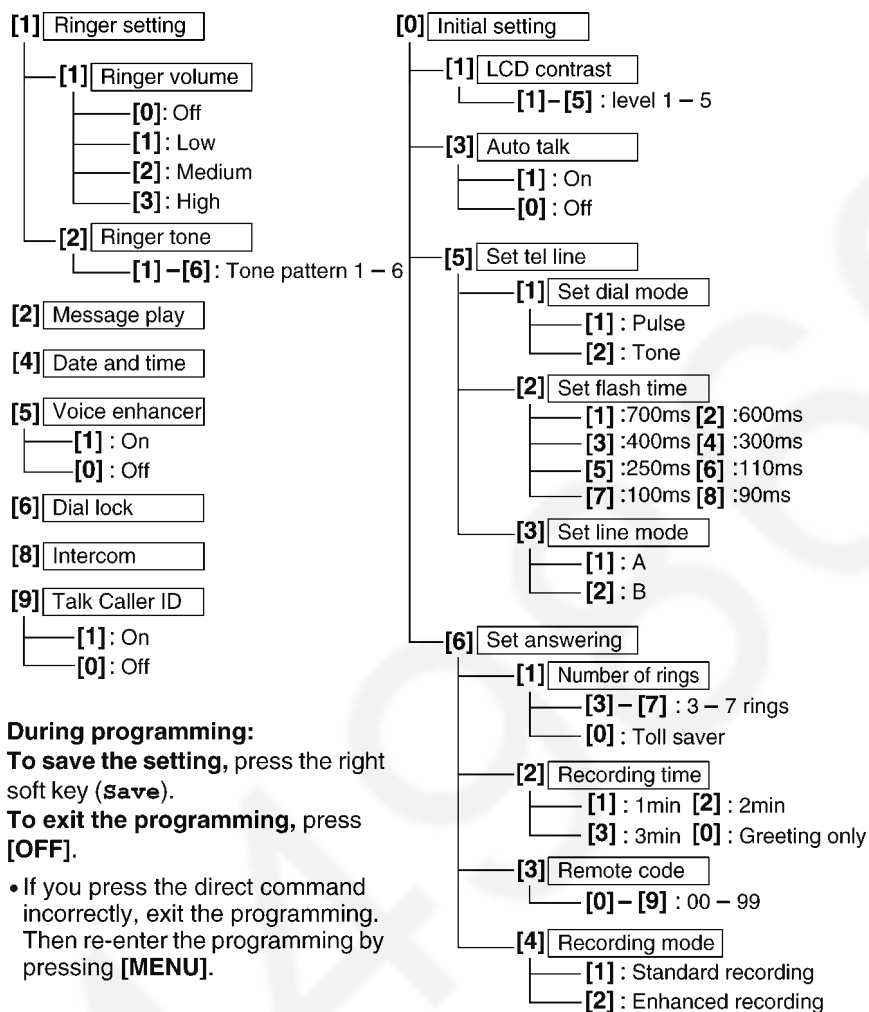 [1] Ringer setting
[1] Ringer volume
[0]: Off
[1] : Low
[2] : Medium
[3] : High
[2] Ringer tone
[1] – [6] : Tone pattern 1 – 6
[2] Message play
[4] Date and time
[5] Voice enhancer
[1] : On
[0] : Off
[6] Dial lock
[8] Intercom
[9] Talk Caller ID
[1] : On
[0] : Off
During programming:
To save the setting, press the right
soft key (Save).
To exit the programming, press
[OFF].
• If you press the direct command
incorrectly, exit the programming.
Then re-enter the programming by
pressing [MENU].
[0] Initial setting
[1] LCD contrast
[1] – [5] : level 1 – 5
[3] Auto talk
[1] : On
[0] : Off
[5] Set tel line
[1] Set dial mode
[1] : Pulse
[2] : Tone
[2] Set flash time
[1] :700ms [2] :600ms
[3] :400ms [4] :300ms
[5] :250ms [6] :110ms
[7] :100ms [8] :90ms
[3] Set line mode
[1] : A
[2] : B
[6] Set answering
[1] Number of rings
[3] – [7] : 3 – 7 rings
[0] : Toll saver
[2] Recording time
[1] : 1min [2] : 2min
[3] : 3min [0] : Greeting only
[3] Remote code
[0] – [9] : 00 – 99
[4] Recording mode
[1] : Standard recording
[2] : Enhanced recording